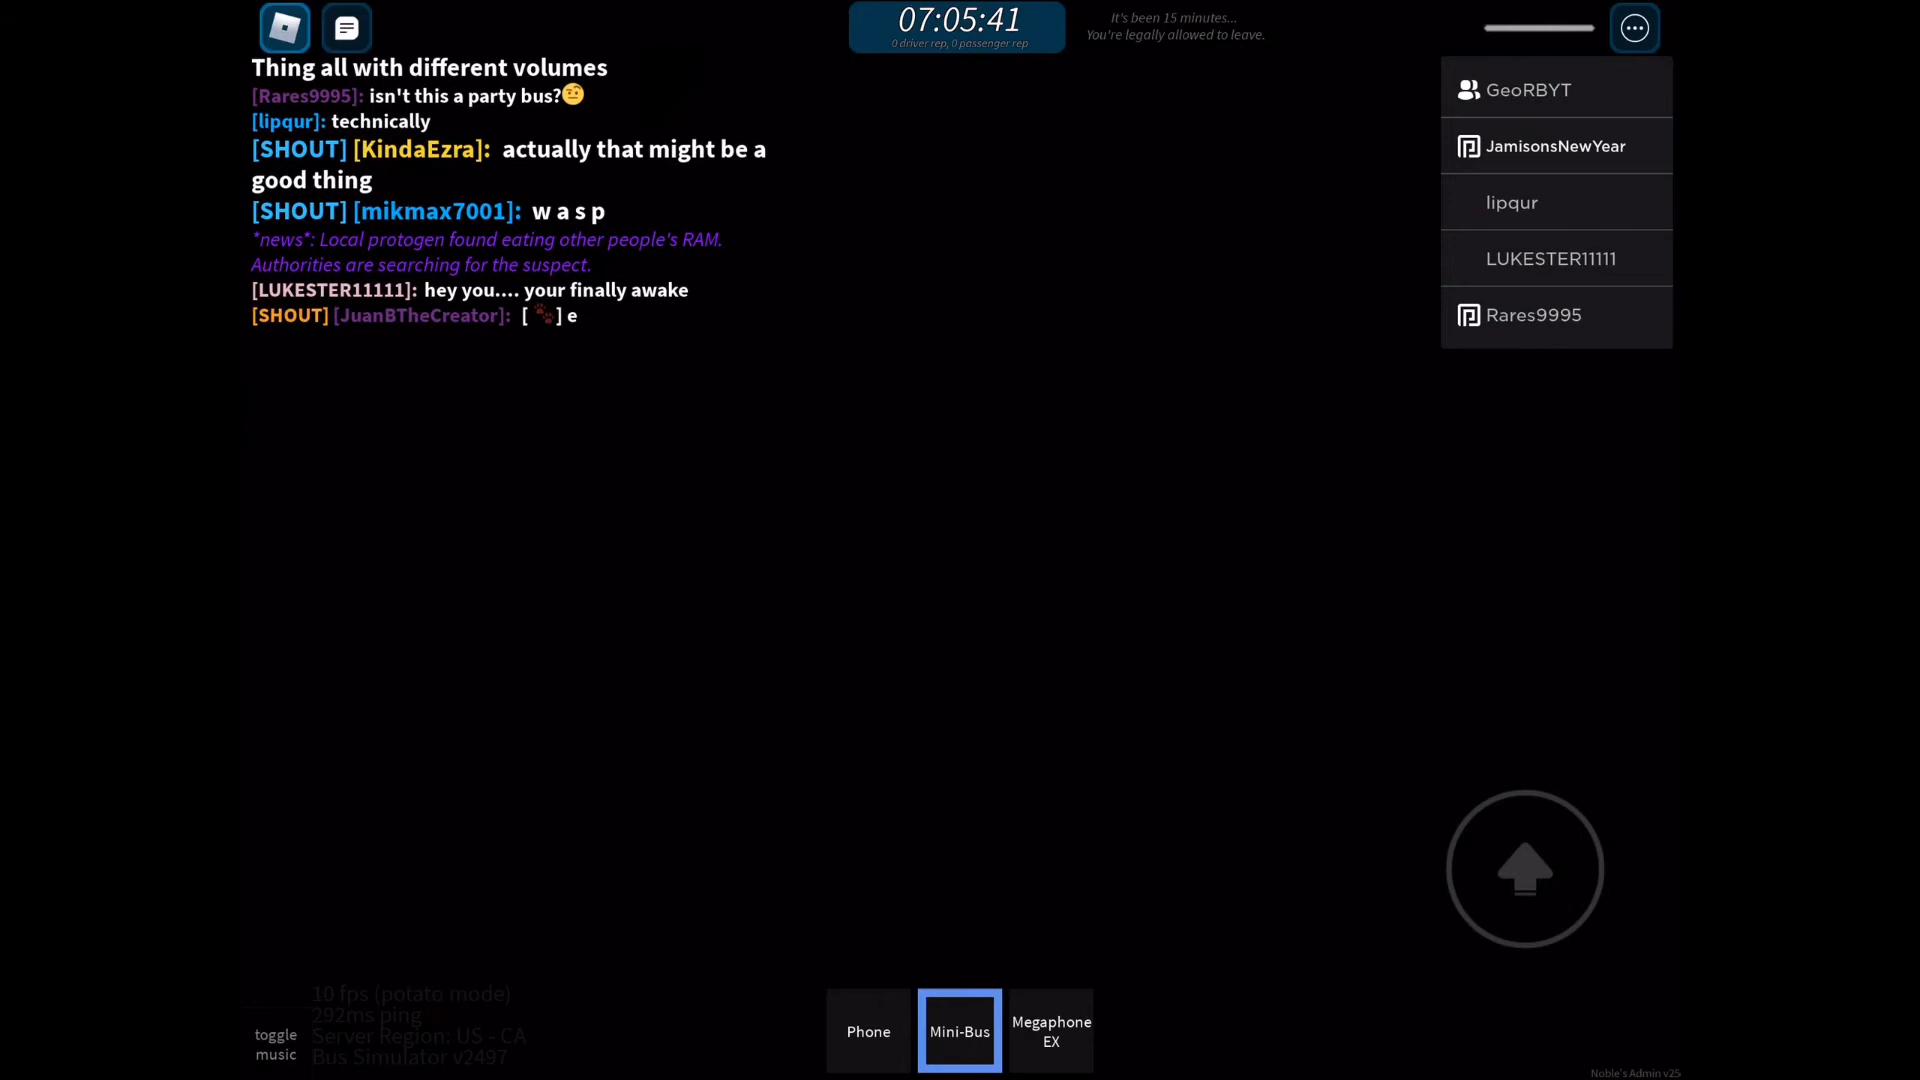 07:05:41
0 driver rep, 0 passenger rep
It's been 15 minutes...
You're legally allowed to leave.
Thing all with different volumes
[Rares9995]: isn't this a party bus?🤨
[lipqur]: technically
[SHOUT] [KindaEzra]: actually that might be a
good thing
[SHOUT] [mikmax7001]: w a s p
*news*: Local protogen found eating other people's RAM.
Authorities are searching for the suspect.
[LUKESTER11111]: hey you.... your finally awake
[SHOUT] [JuanBTheCreator]: [ 🐾] e
GeoRBYT
JamisonsNewYear
lipqur
LUKESTER11111
Rares9995
10 fps (potato mode)
292ms ping
Server Region: US - CA
Bus Simulator v2497
toggle
music
Phone
Mini-Bus
Megaphone
EX
Noble's Admin v25